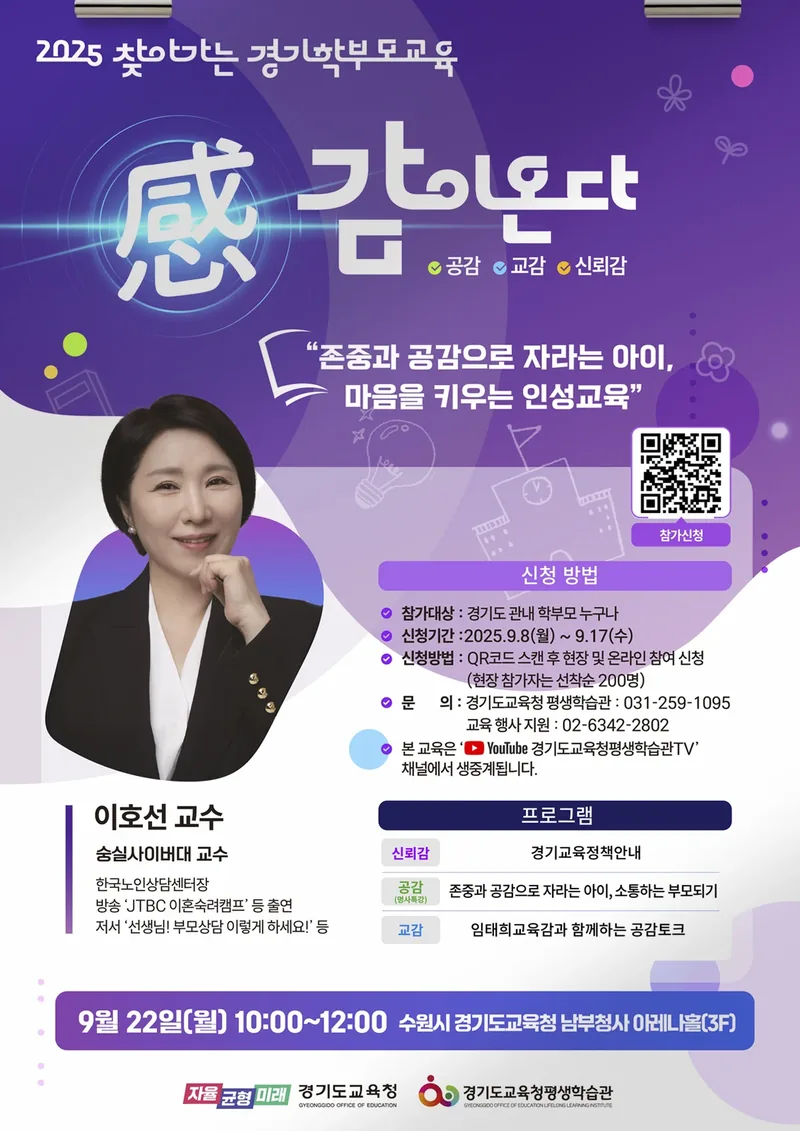 2025 찾아가는 경기학부모교육
感 감이온다
공감 교감 신뢰감
“존중과 공감으로 자라는 아이,
마음을 키우는 인성교육”
참가신청
신청 방법
참가대상 : 경기도 관내 학부모 누구나
신청기간 :2025.9.8(월) ~ 9.17(수)
신청방법 : QR코드 스캔 후 현장 및 온라인 참여 신청
(현장 참가자는 선착순 200명)
문 의 : 경기도교육청 평생학습관 : 031-259-1095
교육 행사 지원 : 02-6342-2802
본 교육은 ‘YouTube 경기도교육청평생학습관TV’
채널에서 생중계됩니다.
이호선 교수
숭실사이버대 교수
한국노인상담센터장
방송 ‘JTBC 이혼숙려캠프’ 등 출연
저서 ‘선생님! 부모상담 이렇게 하세요!’ 등
프로그램
신뢰감 경기교육정책안내
공감 (명사특강) 존중과 공감으로 자라는 아이, 소통하는 부모되기
교감 임태희교육감과 함께하는 공감토크
9월 22일(월) 10:00~12:00 수원시 경기도교육청 남부청사 아레나홀(3F)
자율 균형 미래 경기도교육청 경기도교육청평생학습관
GYEONGGIDO OFFICE OF EDUCATION GYEONGGIDO OFFICE OF EDUCATION LIFELONG LEARNING INSTITUTE